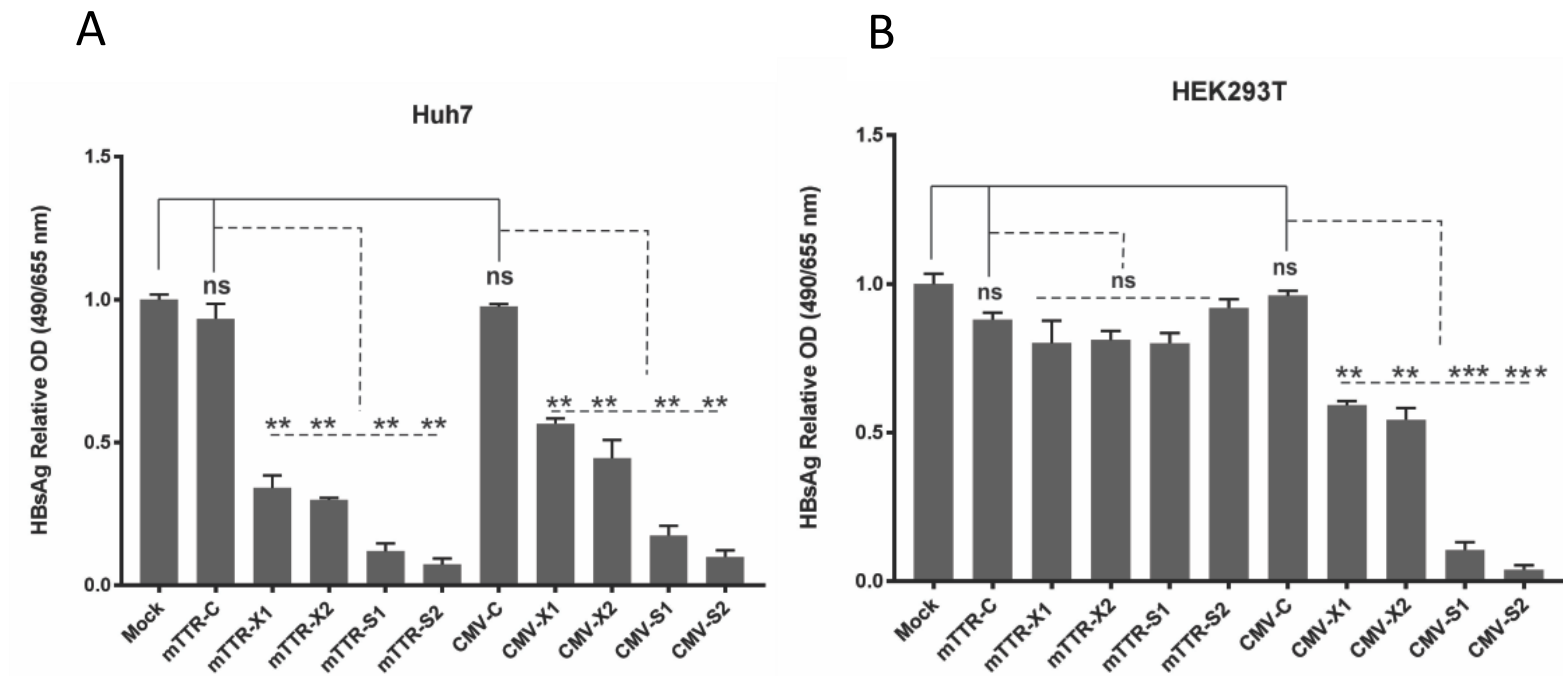 A
Huh7
HBsAg Relative OD (490/655 nm)
1.5
1.0
0.5
0.0
ns
ns
** ** ** **
** ** ** **
Mock
mTTR-C
mTTR-X1
mTTR-X2
mTTR-S1
mTTR-S2
CMV-C
CMV-X1
CMV-X2
CMV-S1
CMV-S2
B
HEK293T
HBsAg Relative OD (490/655 nm)
1.5
1.0
0.5
0.0
ns
ns
ns
** ** *** ***
Mock
mTTR-C
mTTR-X1
mTTR-X2
mTTR-S1
mTTR-S2
CMV-C
CMV-X1
CMV-X2
CMV-S1
CMV-S2